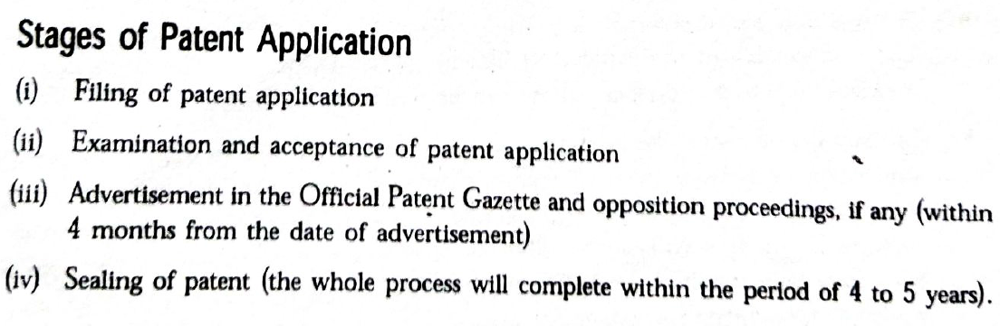 Stages of Patent Application
(i) Filing of patent application
(ii) Examination and acceptance of patent application
(iii) Advertisement in the Official Patent Gazette and opposition proceedings, if any (within
4 months from the date of advertisement)
(iv) Sealing of patent (the whole process will complete within the period of 4 to 5 years).